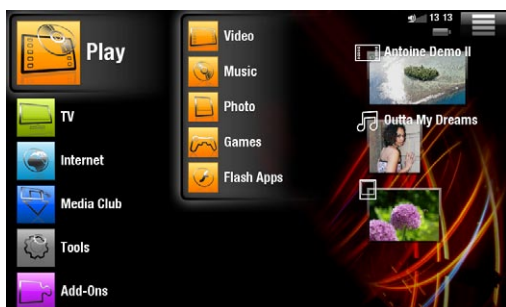 13 13
Play
TV
Internet
Media Club
Tools
Add-Ons
Video
Music
Photo
Games
Flash Apps
Antoine Demo II
Outta My Dreams